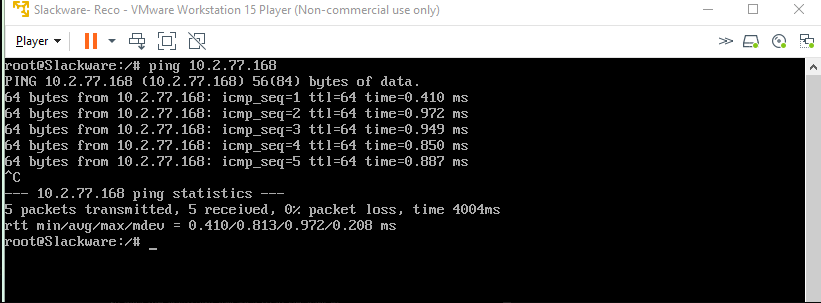 Slackware- Reco - VMware Workstation 15 Player (Non-commercial use only)
Player
root@Slackware:/# ping 10.2.77.168
PING 10.2.77.168 (10.2.77.168) 56(84) bytes of data.
64 bytes from 10.2.77.168: icmp_seq=1 ttl=64 time=0.410 ms
64 bytes from 10.2.77.168: icmp_seq=2 ttl=64 time=0.972 ms
64 bytes from 10.2.77.168: icmp_seq=3 ttl=64 time=0.949 ms
64 bytes from 10.2.77.168: icmp_seq=4 ttl=64 time=0.850 ms
64 bytes from 10.2.77.168: icmp_seq=5 ttl=64 time=0.887 ms
^C
--- 10.2.77.168 ping statistics ---
5 packets transmitted, 5 received, 0% packet loss, time 4004ms
rtt min/avg/max/mdev = 0.410/0.813/0.972/0.208 ms
root@Slackware:/# _